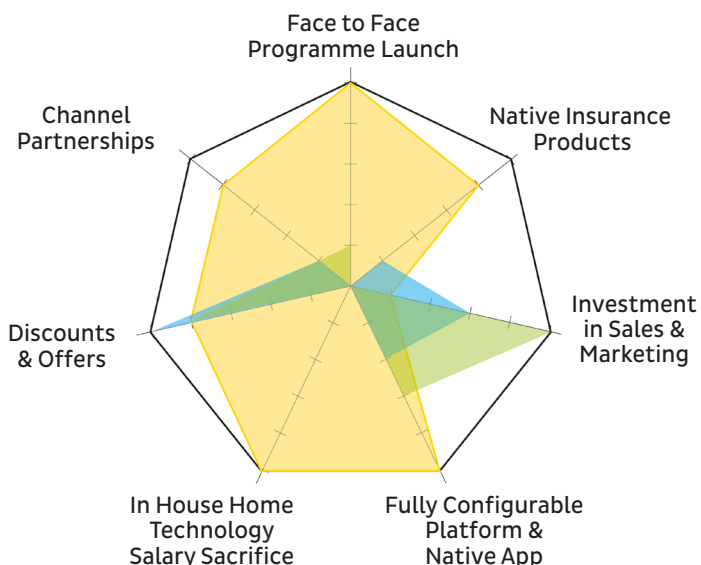 Face to Face
Programme Launch
Native Insurance
Products
Investment
in Sales &
Marketing
Fully Configurable
Platform &
Native App
In House Home
Technology
Salary Sacrifice
Discounts
& Offers
Channel
Partnerships